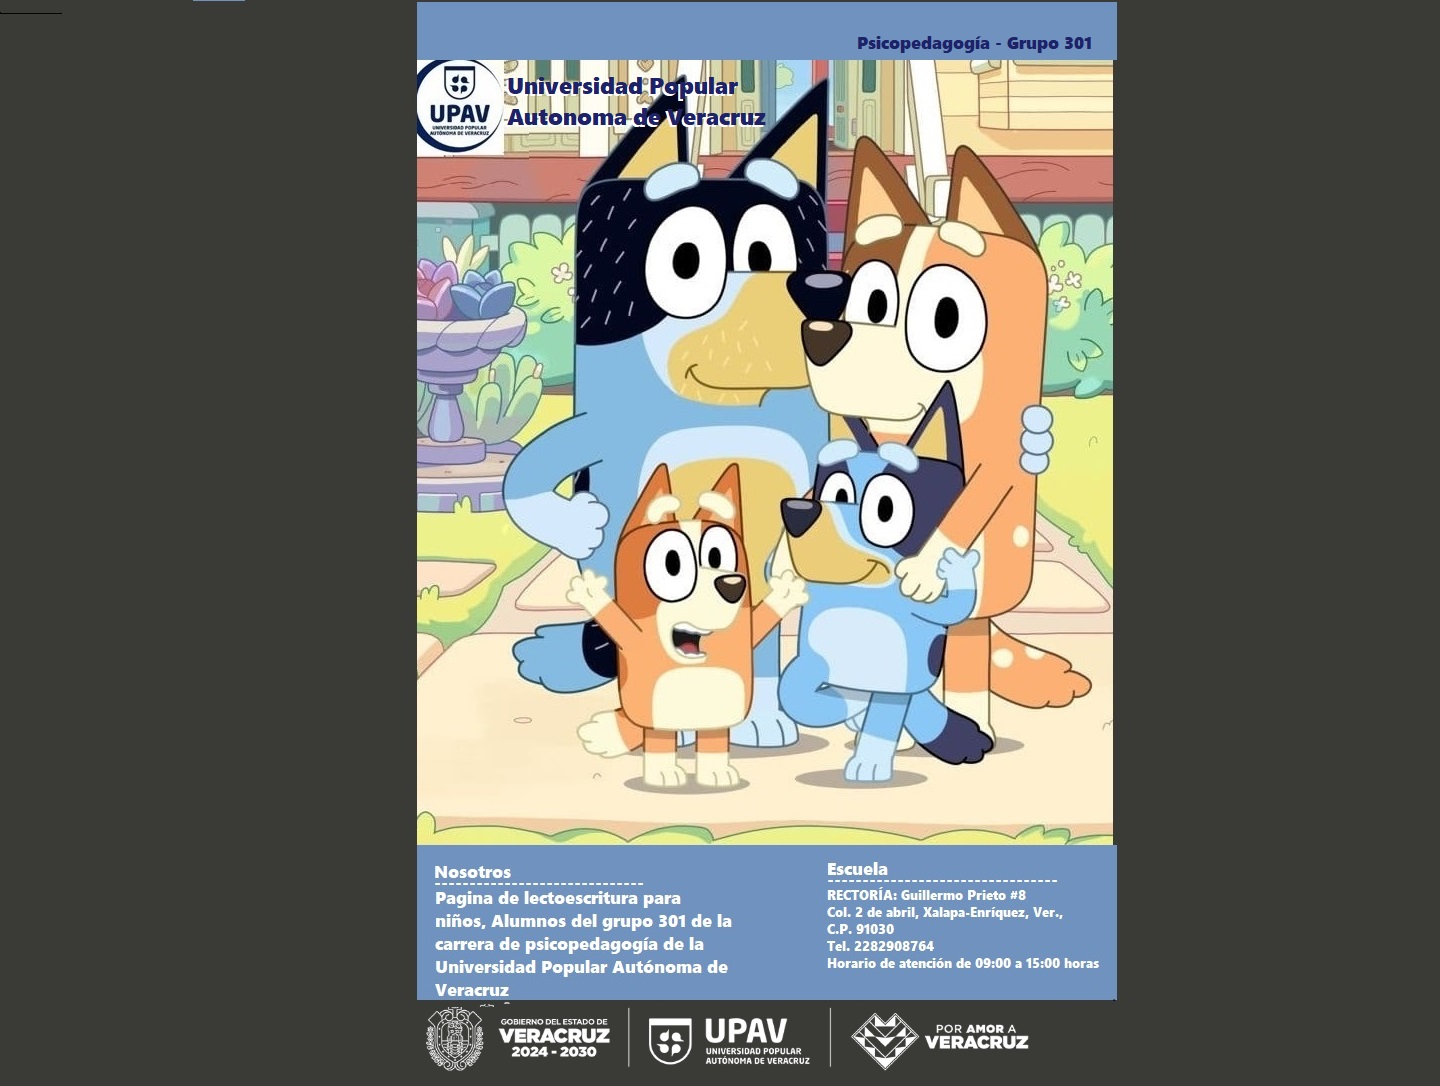 Psicopedagogía - Grupo 301
UPAV
UNIVERSIDAD POPULAR
AUTÓNOMA DE VERACRUZ
Universidad Popular
Autonoma de Veracruz
Nosotros
------------------------------
Pagina de lectoescritura para
niños, Alumnos del grupo 301 de la
carrera de psicopedagogía de la
Universidad Popular Autónoma de
Veracruz
Escuela
---------------------------------
RECTORÍA: Guillermo Prieto #8
Col. 2 de abril, Xalapa-Enríquez, Ver.,
C.P. 91030
Tel. 2282908764
Horario de atención de 09:00 a 15:00 horas
GOBIERNO DEL ESTADO DE
VERACRUZ
2024 - 2030
UPAV
UNIVERSIDAD POPULAR
AUTÓNOMA DE VERACRUZ
POR AMOR A
VERACRUZ